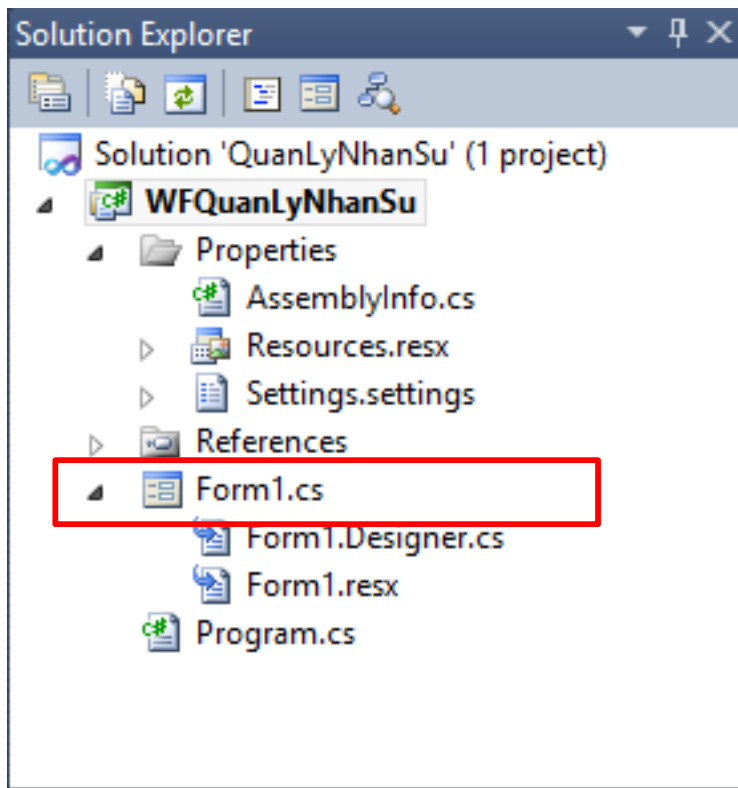 Solution Explorer
Solution 'QuanLyNhanSu' (1 project)
WFQuanLyNhanSu
Properties
AssemblyInfo.cs
Resources.resx
Settings.settings
References
Form1.cs
Form1.Designer.cs
Form1.resx
Program.cs